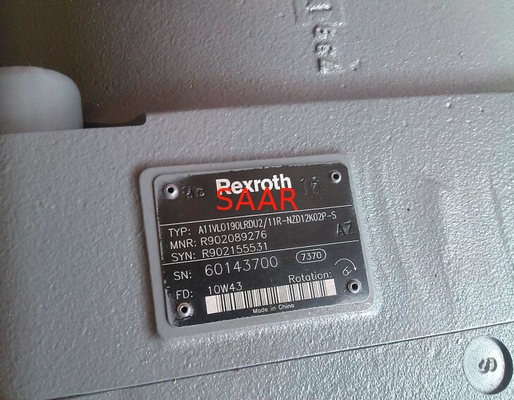 Rexroth
SAAR
TYP: A11VLO190LRDU2/11R-NZD12K02P-S
MNR: R902089276
SYN: R902155531
AZ
SN: 60143700
7370
FD: 10W43
Rotation:
Made in China
S